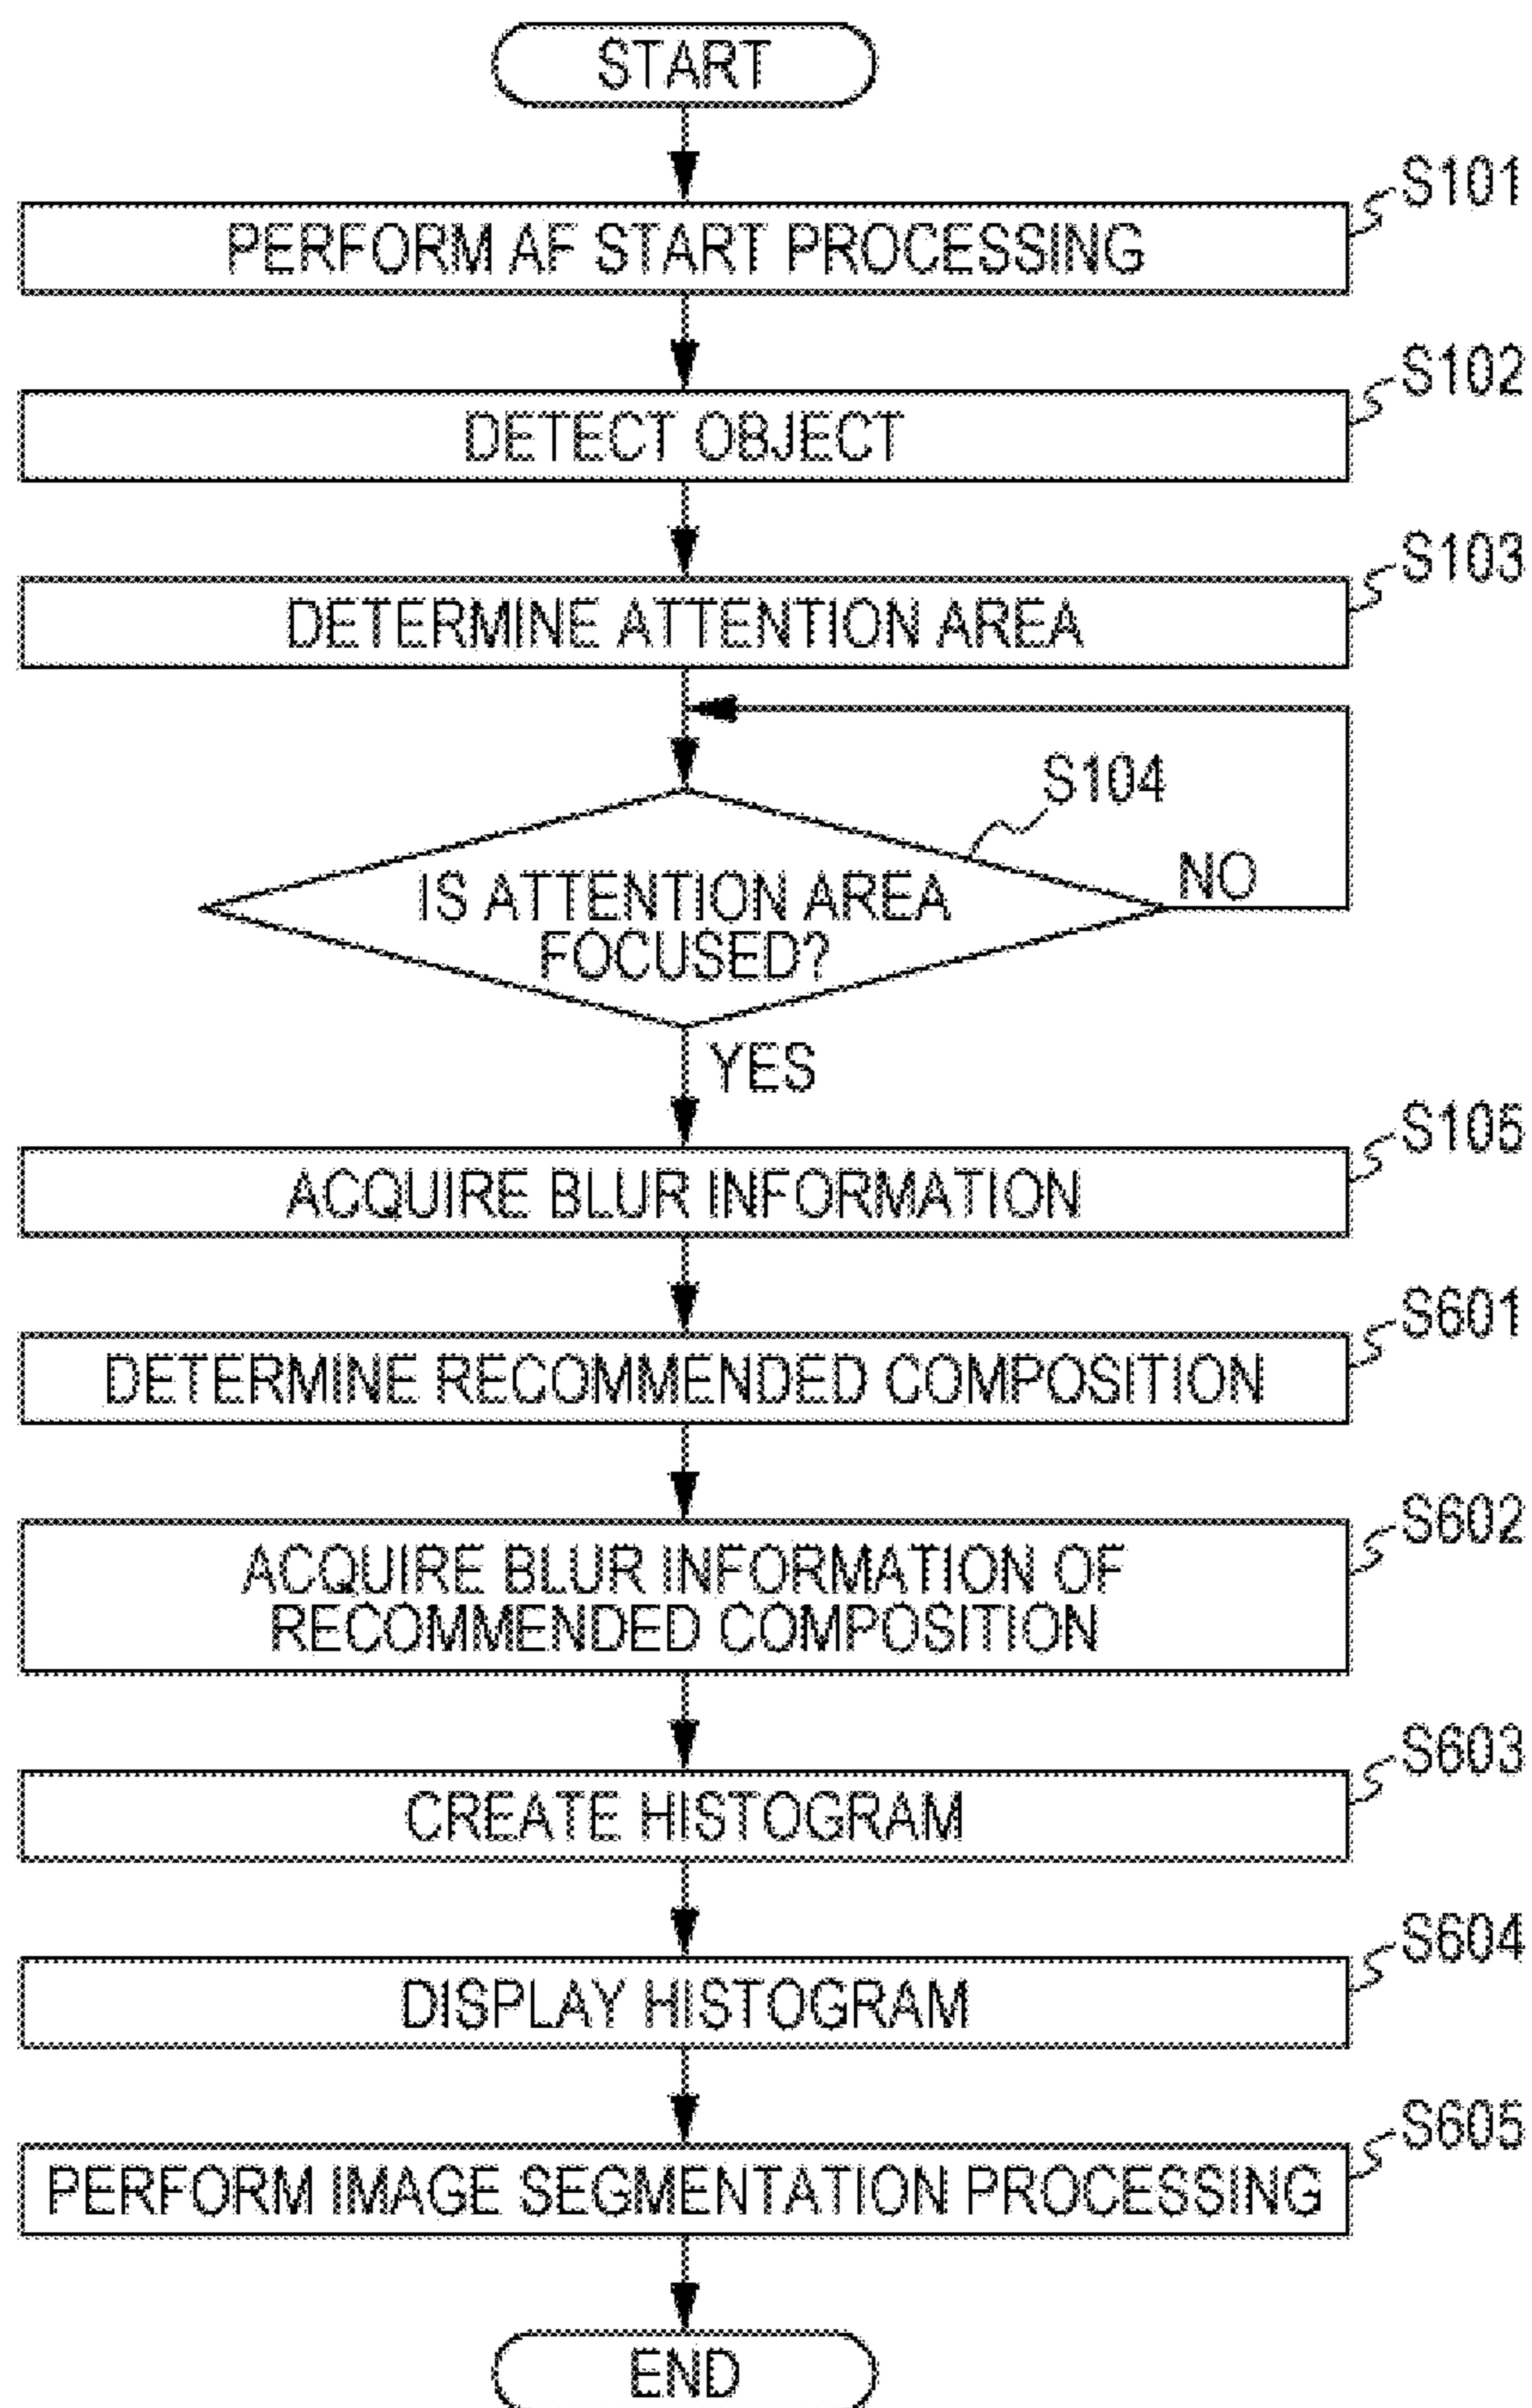 START
S101
PERFORM AF START PROCESSING
S102
DETECT OBJECT
S103
DETERMINE ATTENTION AREA
S104
IS ATTENTION AREA
FOCUSED?
NO
YES
S105
ACQUIRE BLUR INFORMATION
S601
DETERMINE RECOMMENDED COMPOSITION
S602
ACQUIRE BLUR INFORMATION OF
RECOMMENDED COMPOSITION
S603
CREATE HISTOGRAM
S604
DISPLAY HISTOGRAM
S605
PERFORM IMAGE SEGMENTATION PROCESSING
END